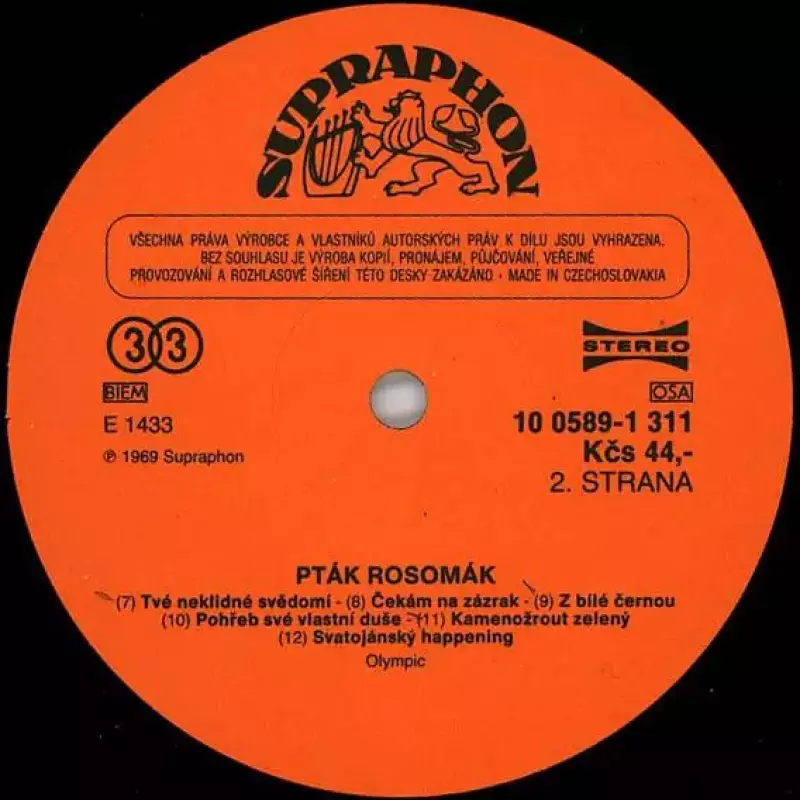 SUPRAPHON
VŠECHNA PRÁVA VÝROBCE A VLASTNÍKŮ AUTORSKÝCH PRÁV K DÍLU JSOU VYHRAZENA.
BEZ SOUHLASU JE VÝROBA KOPIÍ, PRONÁJEM, PŮJČOVÁNÍ, VEŘEJNÉ
PROVOZOVÁNÍ A ROZHLASOVÉ ŠÍŘENÍ TÉTO DESKY ZAKÁZÁNO · MADE IN CZECHOSLOVAKIA
33 STEREO
BIEM OSA
E 1433 10 0589-1 311
Kčs 44,-
℗ 1969 Supraphon
2. STRANA
PTÁK ROSOMÁK
(7) Tvé neklidné svědomí - (8) Čekám na zázrak - (9) Z bílé černou
(10) Pohřeb své vlastní duše - (11) Kamenožrout zelený
(12) Svatojánský happening
Olympic